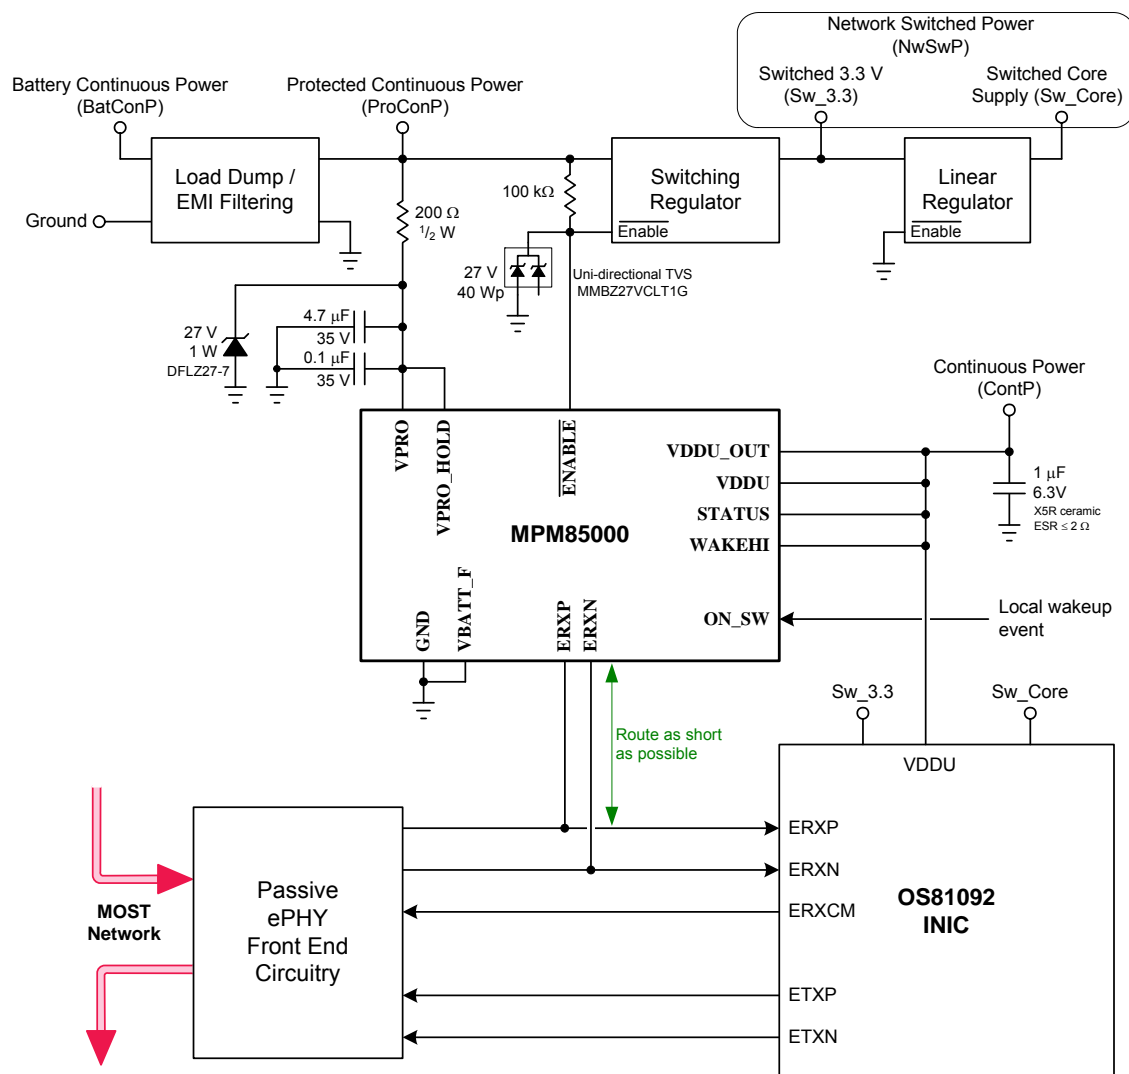 Network Switched Power
(NwSwP)
Battery Continuous Power
(BatConP)
Protected Continuous Power
(ProConP)
Switched 3.3 V
(Sw_3.3)
Switched Core
Supply (Sw_Core)
Load Dump /
EMI Filtering
Ground
200 Ω
1/2 W
100 kΩ
Switching
Regulator
Enable
Linear
Regulator
Enable
27 V
40 Wp
Uni-directional TVS
MMBZ27VCLT1G
27 V
1 W
DFLZ27-7
4.7 μF
35 V
0.1 μF
35 V
Continuous Power
(ContP)
1 μF
6.3V
X5R ceramic
ESR ≤ 2 Ω
VPRO
VPRO_HOLD
ENABLE
VDDU_OUT
VDDU
STATUS
WAKEHI
MPM85000
GND
VBATT_F
ERXP
ERXN
ON_SW
Local wakeup
event
Route as short
as possible
Sw_3.3
Sw_Core
VDDU
MOST
Network
Passive
ePHY
Front End
Circuitry
ERXP
ERXN
ERXCM
ETXP
ETXN
OS81092
INIC